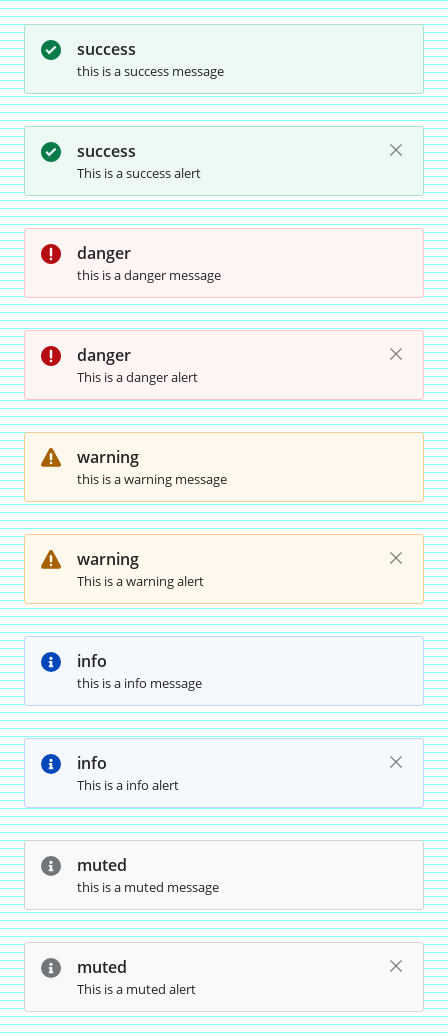 success
this is a success message
success
This is a success alert
danger
this is a danger message
danger
This is a danger alert
warning
this is a warning message
warning
This is a warning alert
info
this is a info message
info
This is a info alert
muted
this is a muted message
muted
This is a muted alert